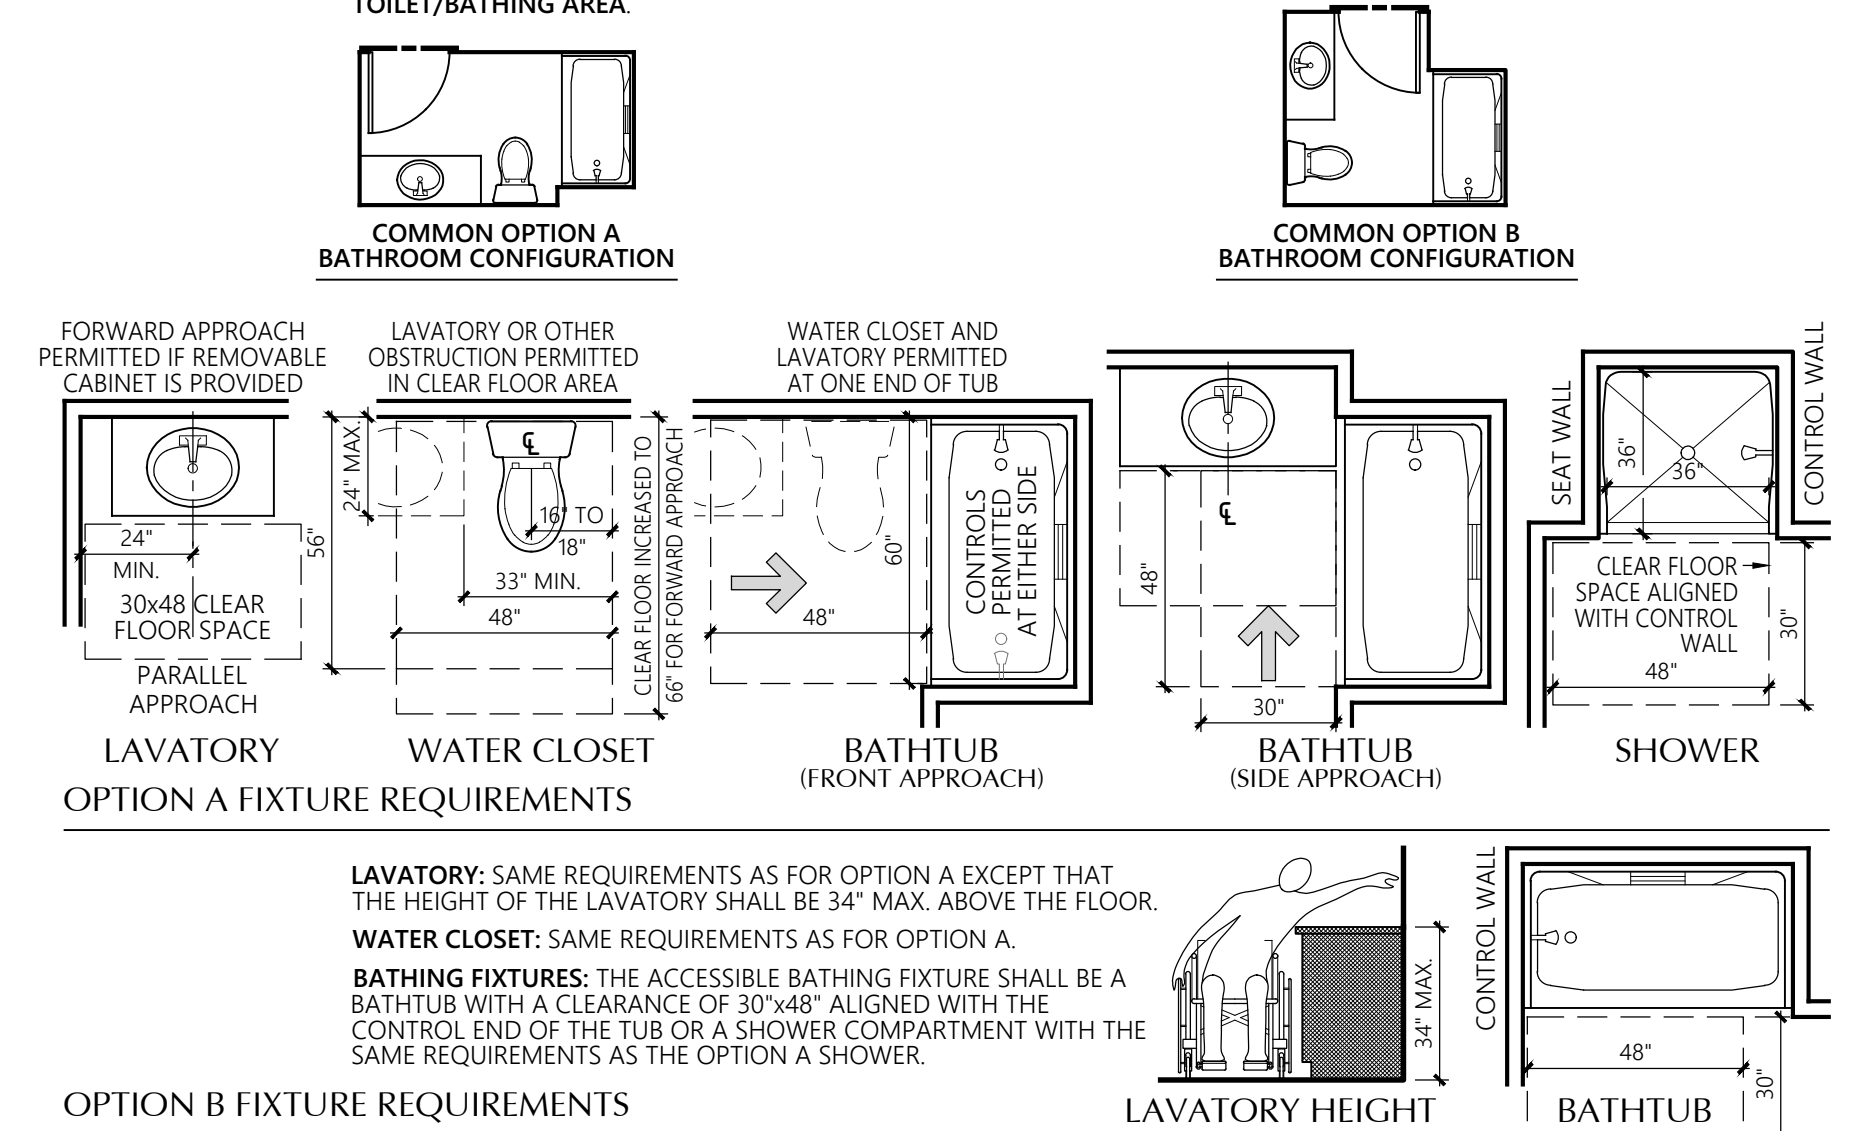 TOILET/BATHING AREA.
COMMON OPTION A
BATHROOM CONFIGURATION
COMMON OPTION B
BATHROOM CONFIGURATION
FORWARD APPROACH
PERMITTED IF REMOVABLE
CABINET IS PROVIDED
24"
MIN.
30x48 CLEAR
FLOOR SPACE
PARALLEL
APPROACH
LAVATORY
LAVATORY OR OTHER
OBSTRUCTION PERMITTED
IN CLEAR FLOOR AREA
56"
24" MAX.
℄
16" TO
18"
33" MIN.
48"
CLEAR FLOOR INCREASED TO
66" FOR FORWARD APPROACH
WATER CLOSET
WATER CLOSET AND
LAVATORY PERMITTED
AT ONE END OF TUB
60"
48"
CONTROLS
PERMITTED
AT EITHER SIDE
BATHTUB
(FRONT APPROACH)
℄
48"
30"
BATHTUB
(SIDE APPROACH)
SEAT WALL
36"
36"
CONTROL WALL
CLEAR FLOOR
SPACE ALIGNED
WITH CONTROL
WALL
30"
48"
SHOWER
OPTION A FIXTURE REQUIREMENTS
LAVATORY: SAME REQUIREMENTS AS FOR OPTION A EXCEPT THAT
THE HEIGHT OF THE LAVATORY SHALL BE 34" MAX. ABOVE THE FLOOR.
WATER CLOSET: SAME REQUIREMENTS AS FOR OPTION A.
BATHING FIXTURES: THE ACCESSIBLE BATHING FIXTURE SHALL BE A
BATHTUB WITH A CLEARANCE OF 30"x48" ALIGNED WITH THE
CONTROL END OF THE TUB OR A SHOWER COMPARTMENT WITH THE
SAME REQUIREMENTS AS THE OPTION A SHOWER.
OPTION B FIXTURE REQUIREMENTS
34" MAX.
LAVATORY HEIGHT
CONTROL WALL
48"
30"
BATHTUB